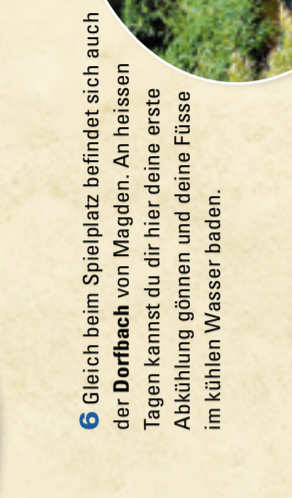 6 Gleich beim Spielplatz befindet sich auch
der Dorfbach von Magden. An heissen
Tagen kannst du dir hier deine erste
Abkühlung gönnen und deine Füsse
im kühlen Wasser baden.